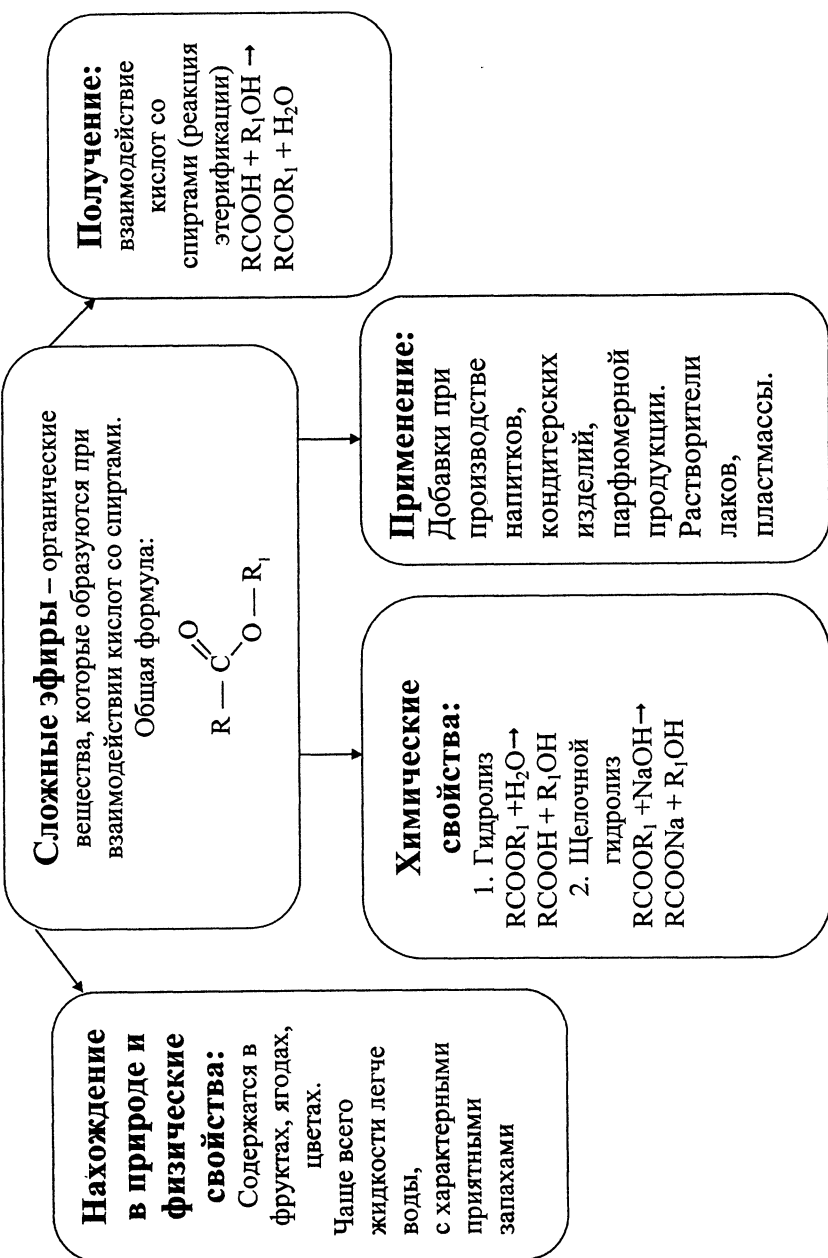 Сложные эфиры – органические
вещества, которые образуются при
взаимодействии кислот со спиртами.
Общая формула:
R — C
O
O — R₁
Нахождение
в природе и
физические
свойства:
Содержатся в
фруктах, ягодах,
цветах.
Чаще всего
жидкости легче
воды,
с характерными
приятными
запахами
Химические
свойства:
1. Гидролиз
RCOOR₁ +H₂O→
RCOOH + R₁OH
2. Щелочной
гидролиз
RCOOR₁ +NaOH→
RCOONa + R₁OH
Применение:
Добавки при
производстве
напитков,
кондитерских
изделий,
парфюмерной
продукции.
Растворители
лаков,
пластмассы.
Получение:
взаимодействие
кислот со
спиртами (реакция
этерификации)
RCOOH + R₁OH →
RCOOR₁ + H₂O